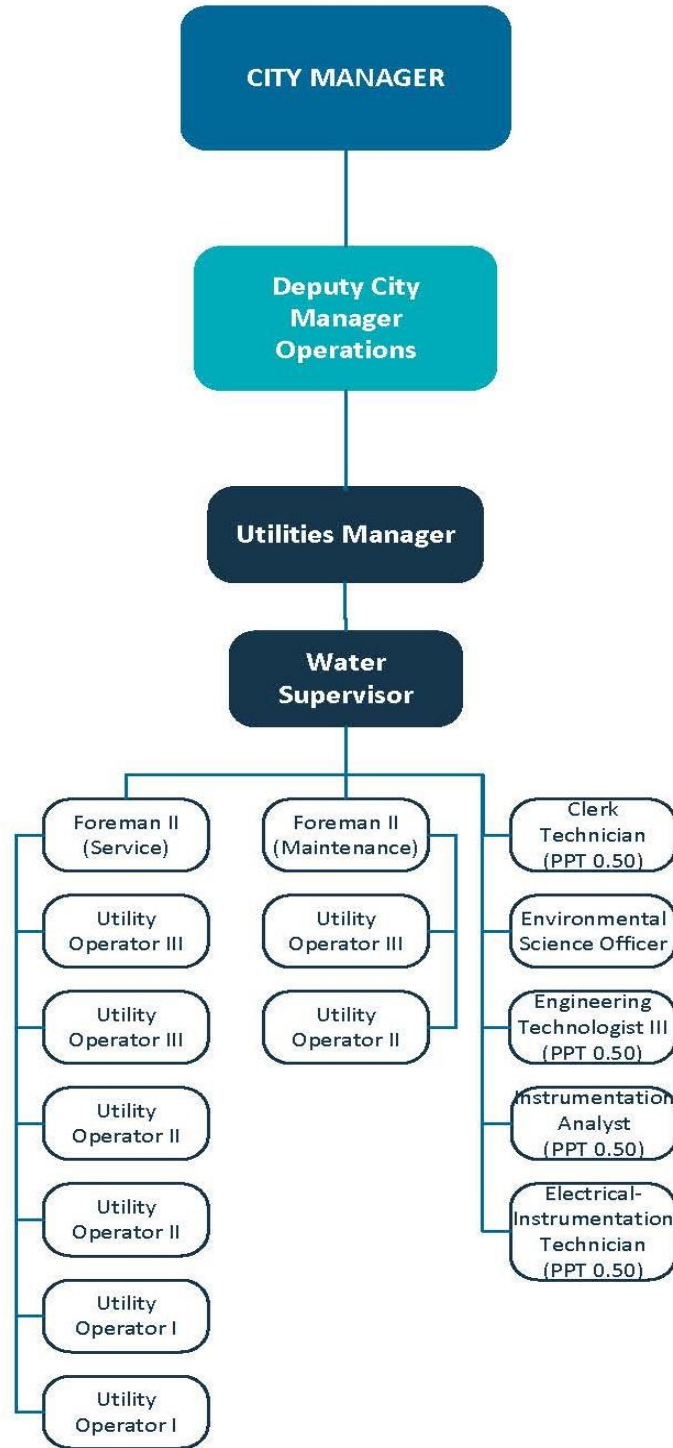 CITY MANAGER
Deputy City
Manager
Operations
Utilities Manager
Water
Supervisor
Foreman II
(Service)
Utility
Operator III
Utility
Operator III
Utility
Operator II
Utility
Operator II
Utility
Operator I
Utility
Operator I
Foreman II
(Maintenance)
Utility
Operator III
Utility
Operator II
Clerk
Technician
(PPT 0.50)
Environmental
Science Officer
Engineering
Technologist III
(PPT 0.50)
Instrumentation
Analyst
(PPT 0.50)
Electrical-
Instrumentation
Technician
(PPT 0.50)